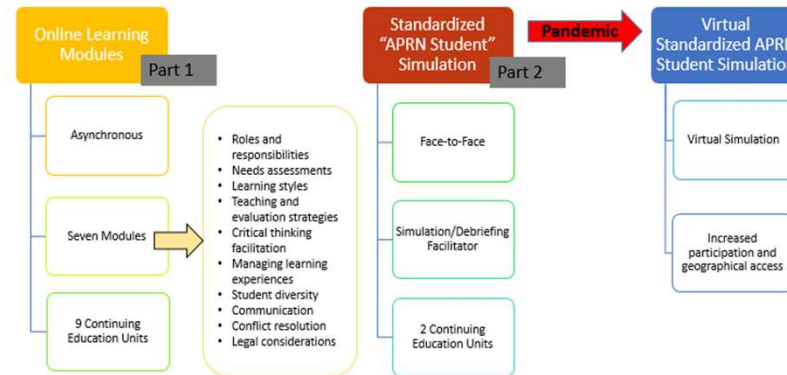 Online Learning
Modules
Part 1
Asynchronous
Seven Modules
9 Continuing
Education Units
• Roles and
responsibilities
• Needs assessments
• Learning styles
• Teaching and
evaluation strategies
• Critical thinking
facilitation
• Managing learning
experiences
• Student diversity
• Communication
• Conflict resolution
• Legal considerations
Standardized
“APRN Student”
Simulation
Part 2
Face-to-Face
Simulation/Debriefing
Facilitator
2 Continuing
Education Units
Pandemic
Virtual
Standardized APRN
Student Simulation
Virtual Simulation
Increased
participation and
geographical access